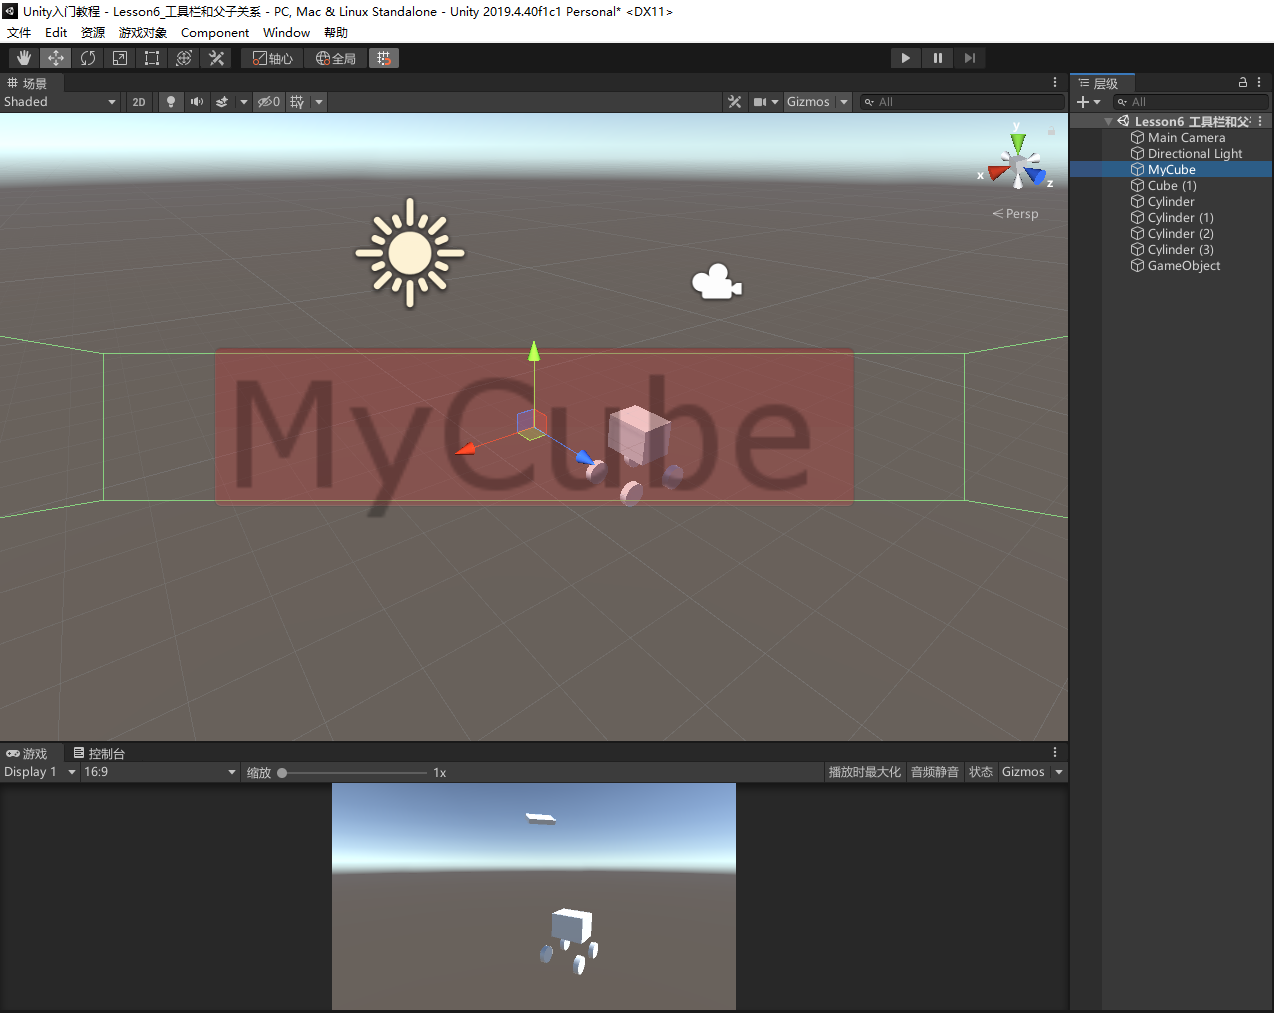 Unity入门教程 - Lesson6_工具栏和父子关系 - PC, Mac & Linux Standalone - Unity 2019.4.40f1c1 Personal* <DX11>
文件 Edit 资源 游戏对象 Component Window 帮助
轴心 全局
场景
Shaded 2D 0 Gizmos All
y
x
z
Persp
MyCube
层级
All
Lesson6 工具栏和父
Main Camera
Directional Light
MyCube
Cube (1)
Cylinder
Cylinder (1)
Cylinder (2)
Cylinder (3)
GameObject
游戏 控制台
Display 1 16:9 缩放 1x 播放时最大化 音频静音 状态 Gizmos